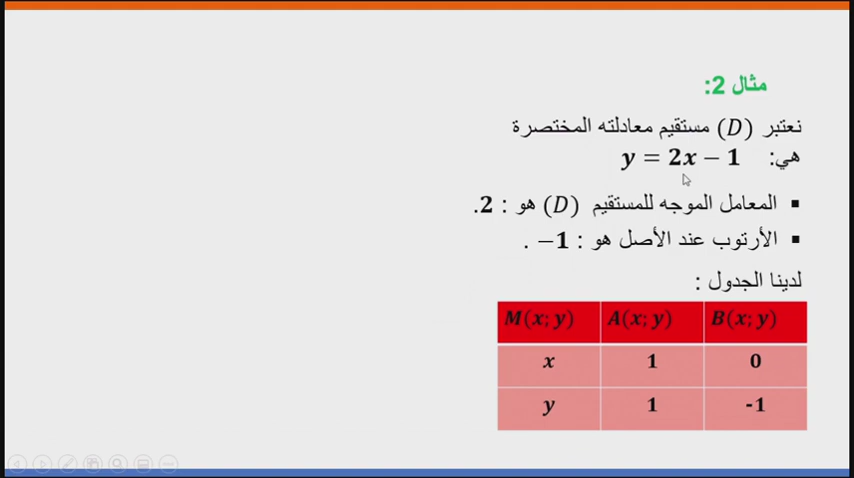 مثال 2:
نعتبر (D) مستقيم معادلته المختصرة
هي: y = 2x − 1
▪ المعامل الموجه للمستقيم (D) هو : 2.
▪ الأرتوب عند الأصل هو : −1 .
لدينا الجدول :
M(x; y) A(x; y) B(x; y)
x 1 0
y 1 -1